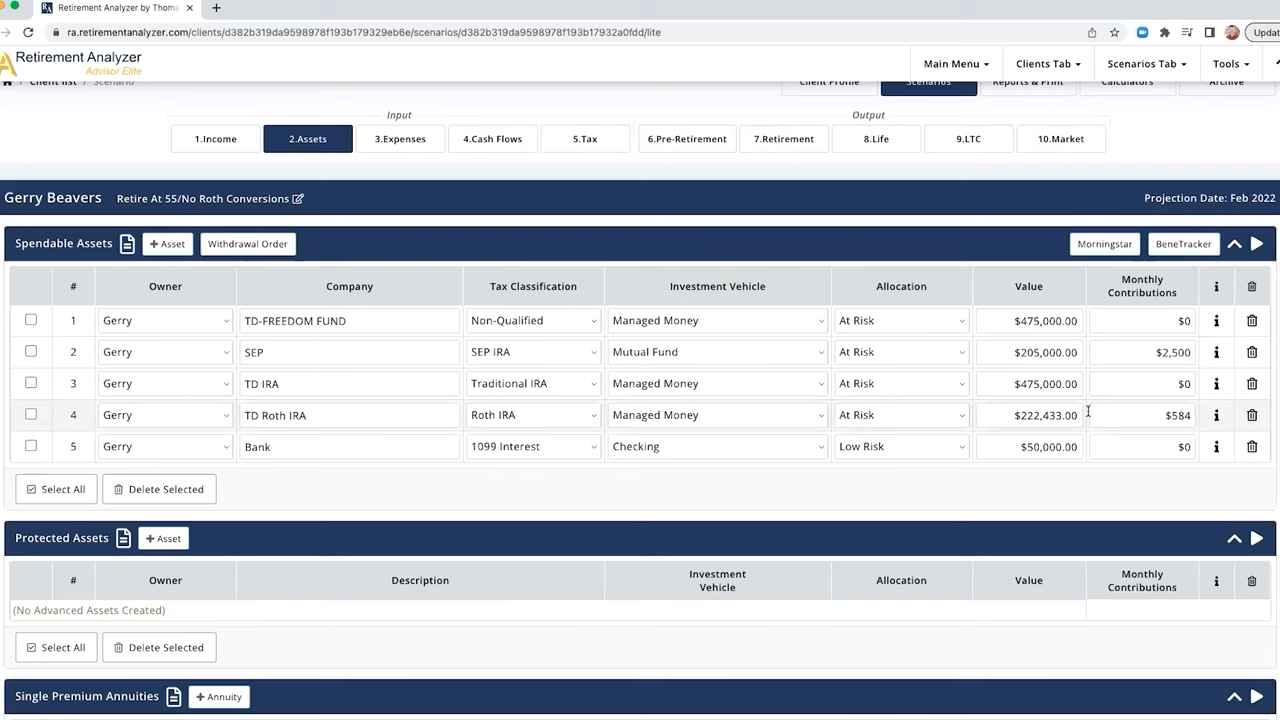 RA Retirement Analyzer by Thoma
ra.retirementanalyzer.com/clients/d382b319da9598978f193b179329eb6e/scenarios/d382b319da9598978f193b17932a0fdd/lite
Updat
Retirement Analyzer
Advisor Elite
Main Menu Clients Tab Scenarios Tab Tools
Client list / Scenario
Client Profile Scenarios Reports & Print Calculators Archive
Input Output
1.Income 2.Assets 3.Expenses 4.Cash Flows 5.Tax 6.Pre-Retirement 7.Retirement 8.Life 9.LTC 10.Market
Gerry Beavers Retire At 55/No Roth Conversions Projection Date: Feb 2022
Spendable Assets + Asset Withdrawal Order Morningstar BeneTracker
# Owner Company Tax Classification Investment Vehicle Allocation Value Monthly Contributions
1 Gerry TD-FREEDOM FUND Non-Qualified Managed Money At Risk $475,000.00 $0
2 Gerry SEP SEP IRA Mutual Fund At Risk $205,000.00 $2,500
3 Gerry TD IRA Traditional IRA Managed Money At Risk $475,000.00 $0
4 Gerry TD Roth IRA Roth IRA Managed Money At Risk $222,433.00 $584
5 Gerry Bank 1099 Interest Checking Low Risk $50,000.00 $0
Select All Delete Selected
Protected Assets + Asset
# Owner Description Investment Vehicle Allocation Value Monthly Contributions
(No Advanced Assets Created)
Select All Delete Selected
Single Premium Annuities + Annuity